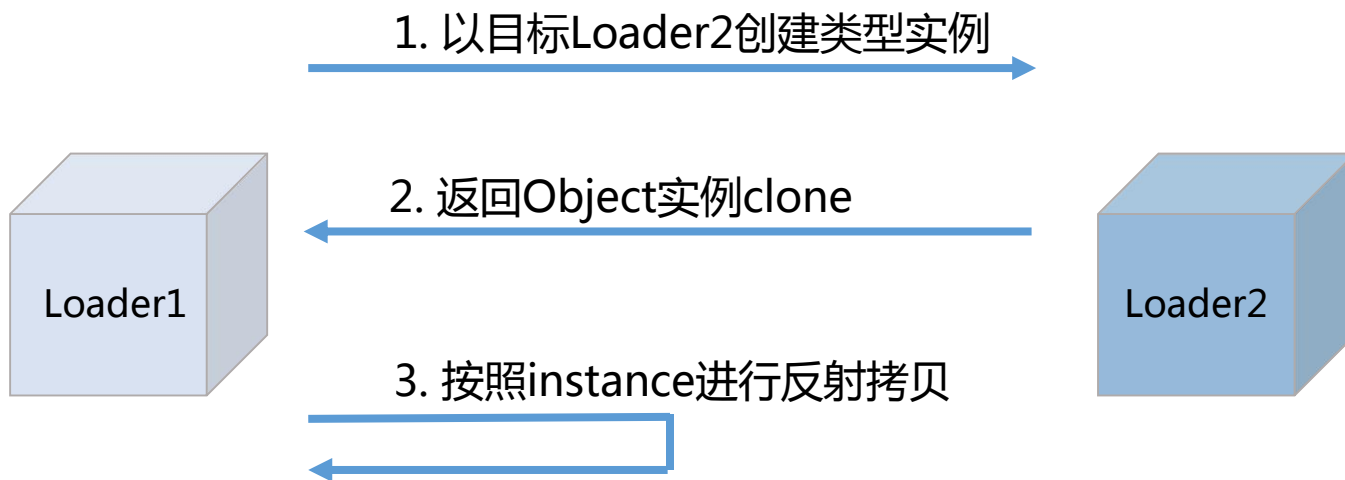 1. 以目标Loader2创建类型实例
2. 返回Object实例clone
Loader1
Loader2
3. 按照instance进行反射拷贝